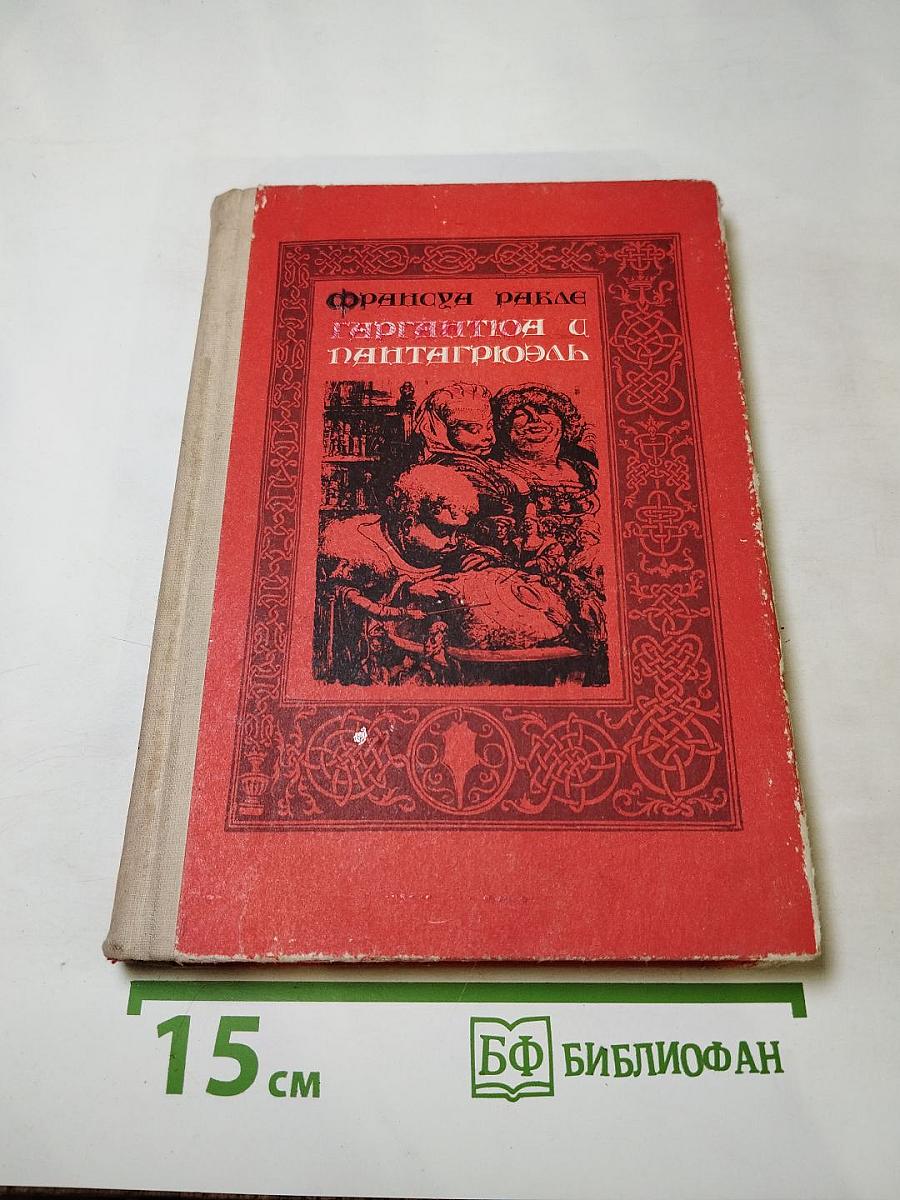 ФРАНСУА РАБЛЕ
ГАРГАНТЮА И
ПАНТАГРЮЭЛЬ
15 см
БФ БИБЛИОФАН